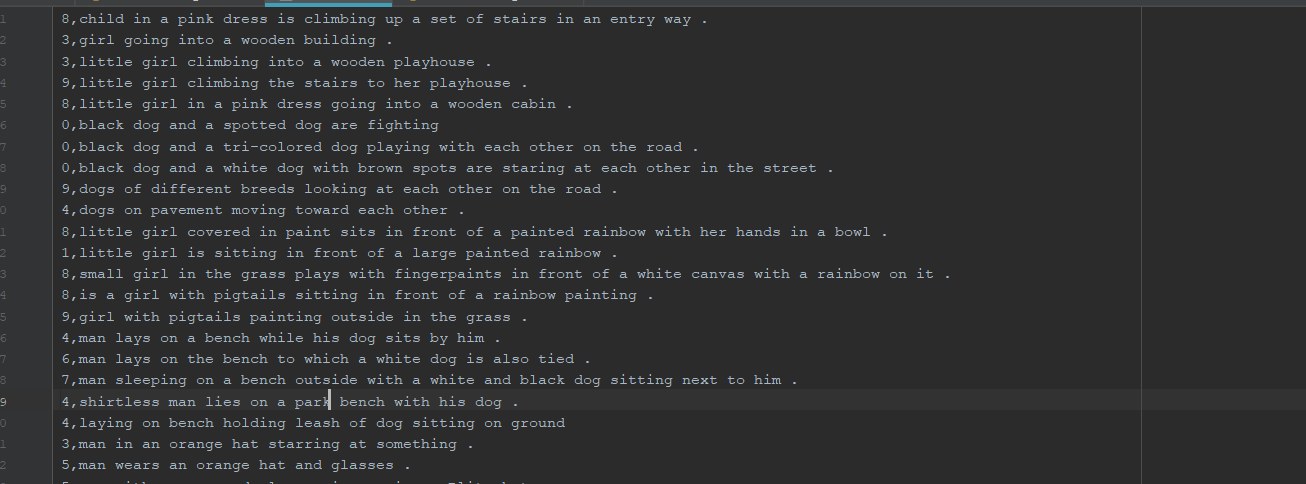 1 8,child in a pink dress is climbing up a set of stairs in an entry way .
2 3,girl going into a wooden building .
3 3,little girl climbing into a wooden playhouse .
4 9,little girl climbing the stairs to her playhouse .
5 8,little girl in a pink dress going into a wooden cabin .
6 0,black dog and a spotted dog are fighting
7 0,black dog and a tri-colored dog playing with each other on the road .
8 0,black dog and a white dog with brown spots are staring at each other in the street .
9 9,dogs of different breeds looking at each other on the road .
0 4,dogs on pavement moving toward each other .
1 8,little girl covered in paint sits in front of a painted rainbow with her hands in a bowl .
2 1,little girl is sitting in front of a large painted rainbow .
3 8,small girl in the grass plays with fingerpaints in front of a white canvas with a rainbow on it .
4 8,is a girl with pigtails sitting in front of a rainbow painting .
5 9,girl with pigtails painting outside in the grass .
6 4,man lays on a bench while his dog sits by him .
7 6,man lays on the bench to which a white dog is also tied .
8 7,man sleeping on a bench outside with a white and black dog sitting next to him .
9 4,shirtless man lies on a park bench with his dog .
0 4,laying on bench holding leash of dog sitting on ground
1 3,man in an orange hat starring at something .
2 5,man wears an orange hat and glasses .